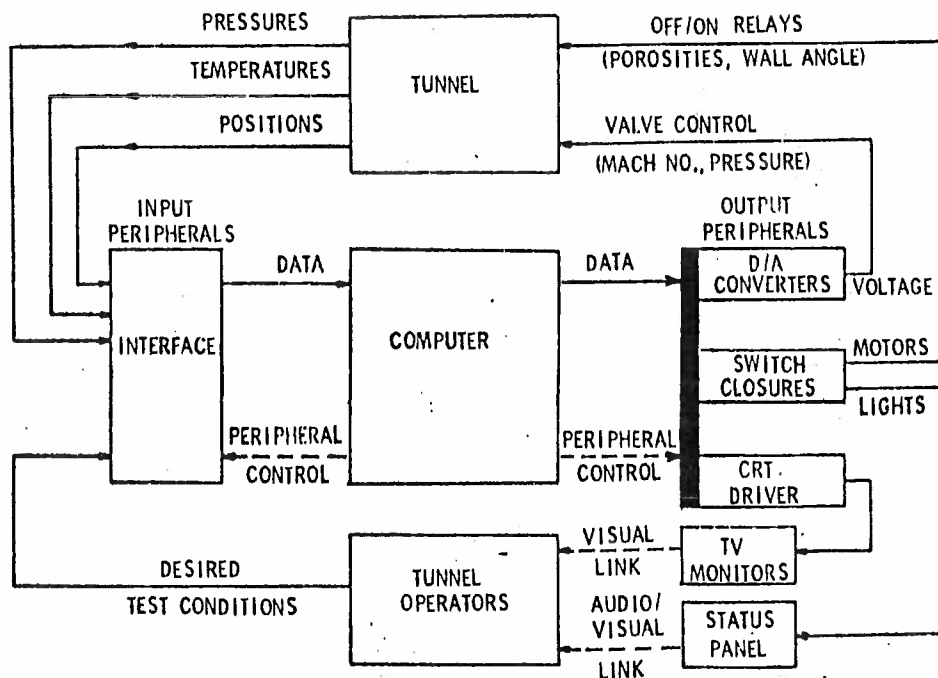 PRESSURES
TEMPERATURES
POSITIONS
TUNNEL
OFF/ON RELAYS
(POROSITIES, WALL ANGLE)
VALVE CONTROL
(MACH NO., PRESSURE)
INPUT
PERIPHERALS
INTERFACE
DATA
PERIPHERAL
CONTROL
COMPUTER
DATA
PERIPHERAL
CONTROL
OUTPUT
PERIPHERALS
D/A
CONVERTERS
VOLTAGE
SWITCH
CLOSURES
MOTORS
LIGHTS
CRT
DRIVER
DESIRED
TEST CONDITIONS
TUNNEL
OPERATORS
VISUAL
LINK
TV
MONITORS
AUDIO/
VISUAL
LINK
STATUS
PANEL